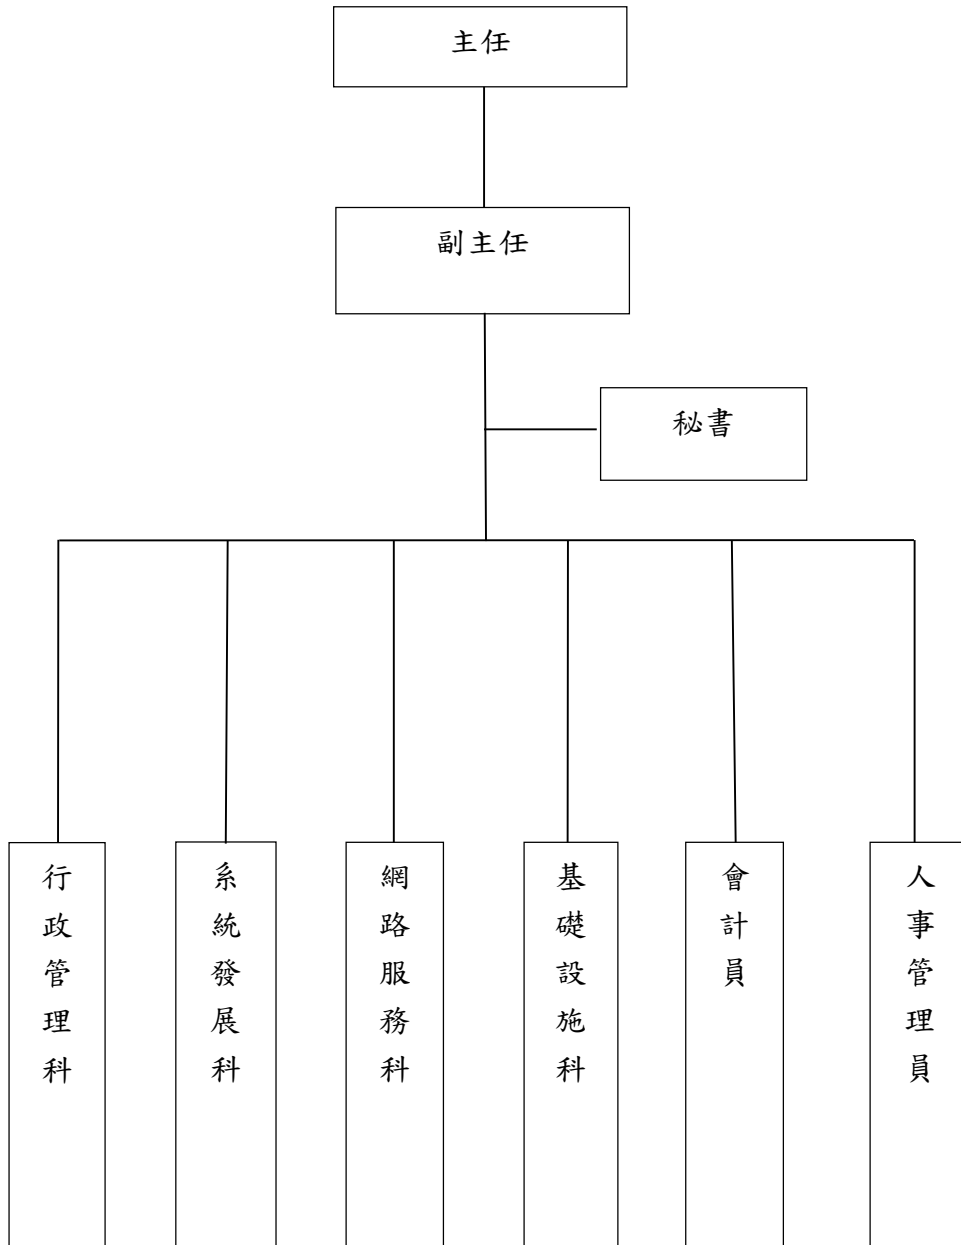 主任
副主任
秘書
行政管理科
系統發展科
網路服務科
基礎設施科
會計員
人事管理員